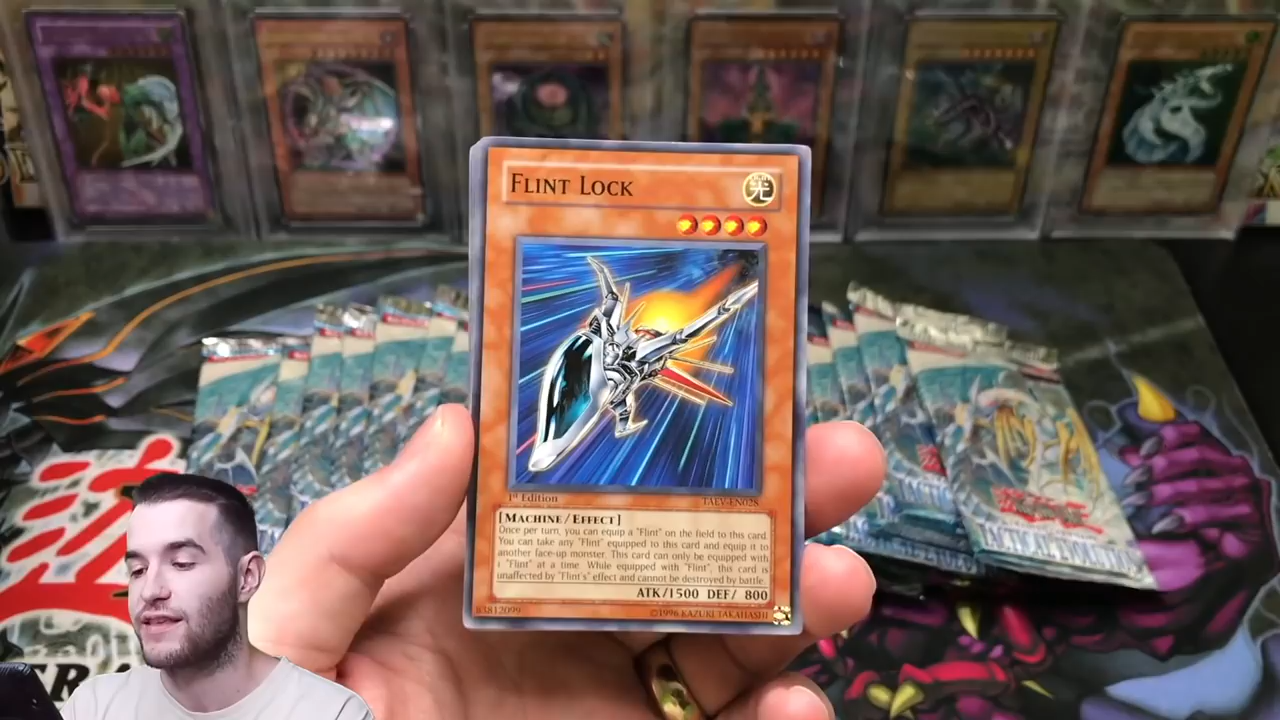 FLINT LOCK
光
1st Edition
TAEV-EN028
[MACHINE/EFFECT]
Once per turn, you can equip a "Flint" on the field to this card.
You can take any "Flint" equipped to this card and equip it to
another face-up monster. This card can only be equipped with
1 "Flint" at a time. While equipped with "Flint", this card is
unaffected by "Flint's" effect and cannot be destroyed by battle.
ATK/1500 DEF/ 800
83812099
©1996 KAZUKI TAKAHASHI
TACTICAL EVOLUTION